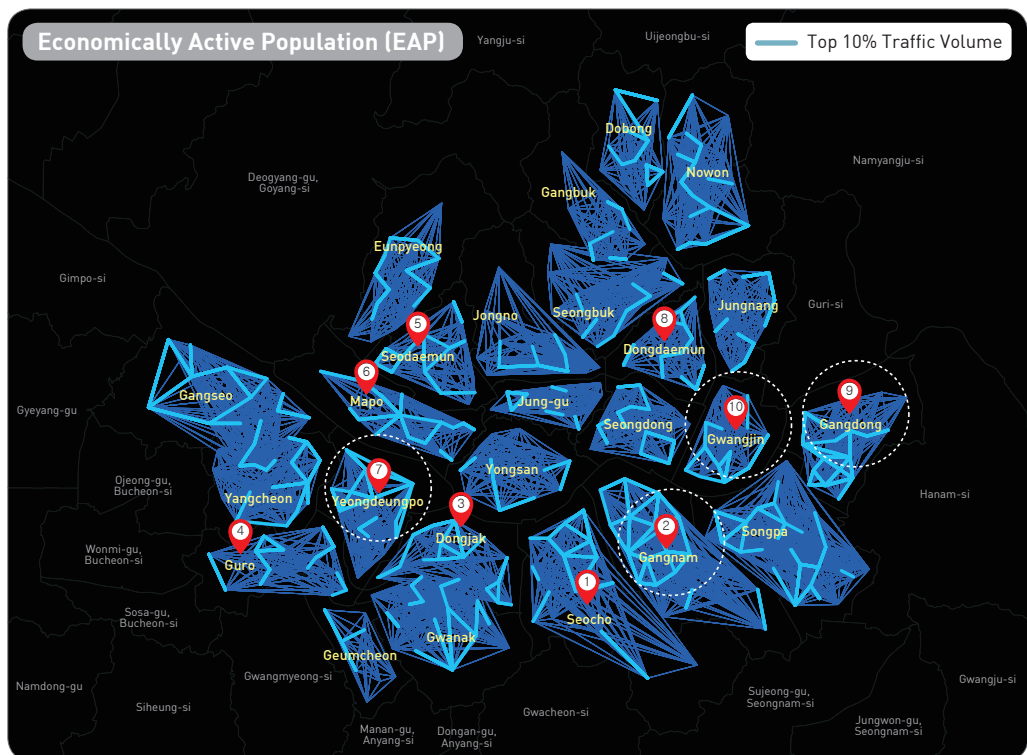 Economically Active Population (EAP)
Top 10% Traffic Volume
Yangju-si
Uijeongbu-si
Dobong
Namyangju-si
Nowon
Deogyang-gu,
Goyang-si
Gangbuk
Eunpyeong
Gimpo-si
Guri-si
Jungnang
Seongbuk
Jongno
8
5
Dongdaemun
Seodaemun
6
9
Gangseo
Mapo
Jung-gu
10
Gyeyang-gu
Seongdong
Gangdong
Gwangjin
7
Yongsan
Ojeong-gu,
Bucheon-si
Yangcheon
Yeongdeungpo
Hanam-si
3
2
4
Dongjak
Songpa
Wonmi-gu,
Bucheon-si
Gangnam
Guro
1
Sosa-gu,
Bucheon-si
Seocho
Gwanak
Geumcheon
Gwangmyeong-si
Namdong-gu
Gwangju-si
Sujeong-gu,
Seongnam-si
Siheung-si
Gwacheon-si
Jungwon-gu,
Seongnam-si
Manan-gu,
Anyang-si
Dongan-gu,
Anyang-si